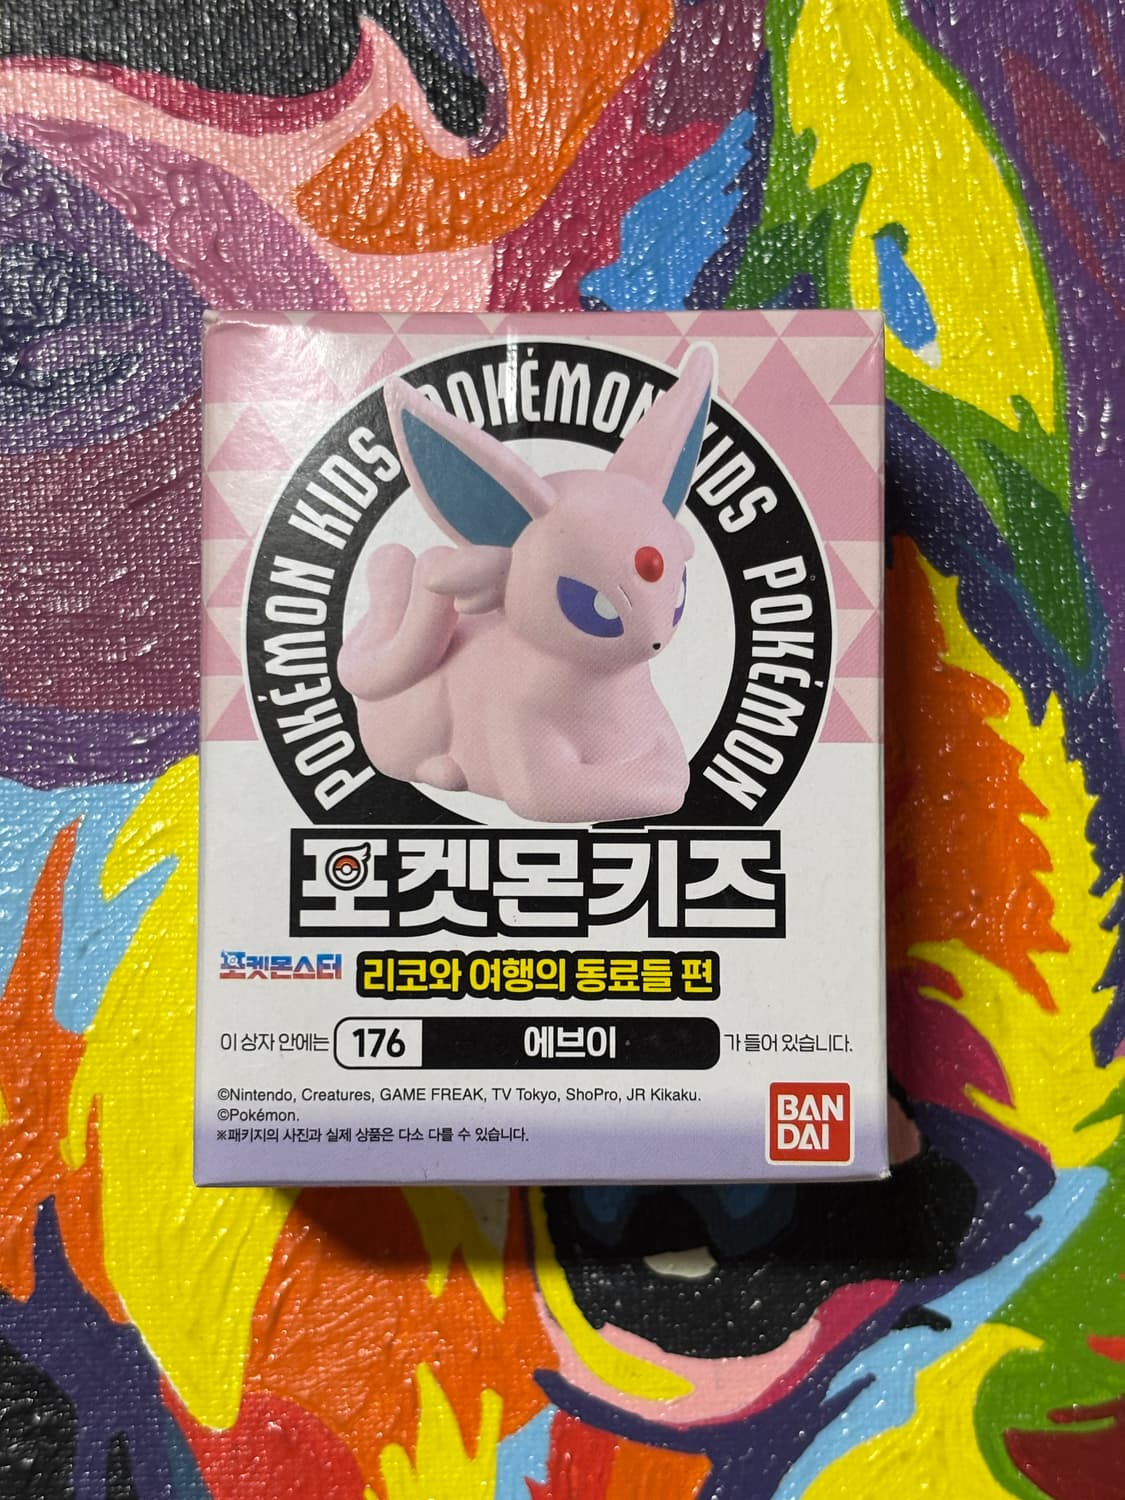 POKÉMON KIDS POKÉMON KIDS POKÉMON
포켓몬키즈
포켓몬스터 리코와 여행의 동료들 편
이 상자 안에는 176 에브이 가 들어 있습니다.
©Nintendo, Creatures, GAME FREAK, TV Tokyo, ShoPro, JR Kikaku.
©Pokémon.
※패키지의 사진과 실제 상품은 다소 다를 수 있습니다.
BAN
DAI